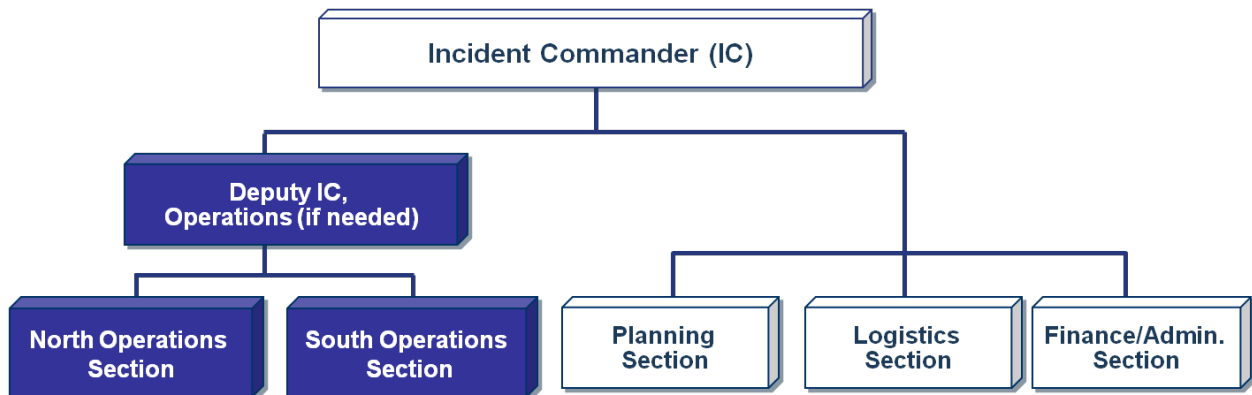 Incident Commander (IC)
Deputy IC,
Operations (if needed)
North Operations
Section
South Operations
Section
Planning
Section
Logistics
Section
Finance/Admin.
Section